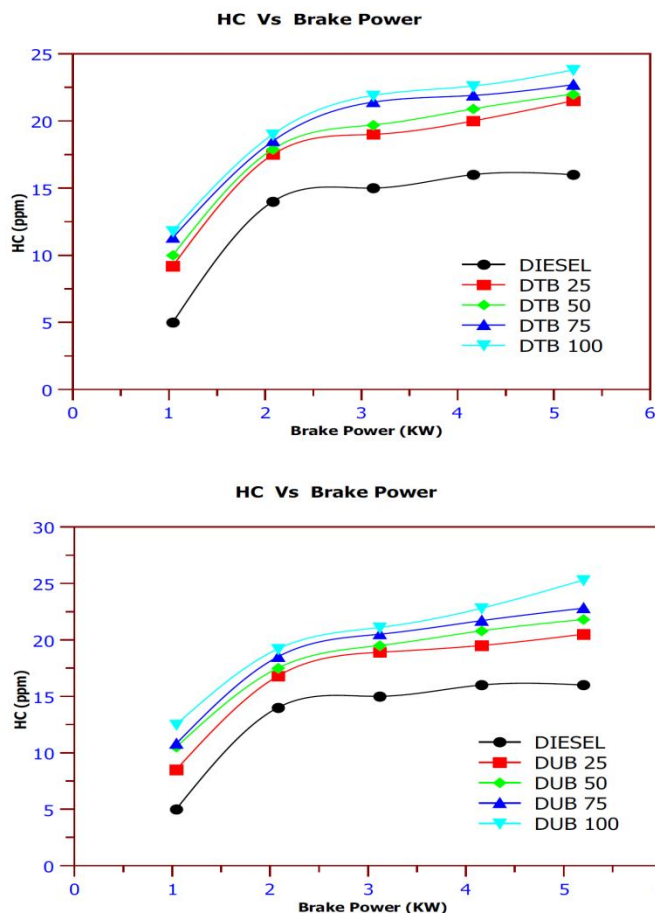 HC Vs Brake Power
25
20
15
10
5
0
HC (ppm)
DIESEL
DTB 25
DTB 50
DTB 75
DTB 100
0 1 2 3 4 5 6
Brake Power (KW)
HC Vs Brake Power
30
25
20
15
10
5
0
HC (ppm)
DIESEL
DUB 25
DUB 50
DUB 75
DUB 100
0 1 2 3 4 5
Brake Power (KW)